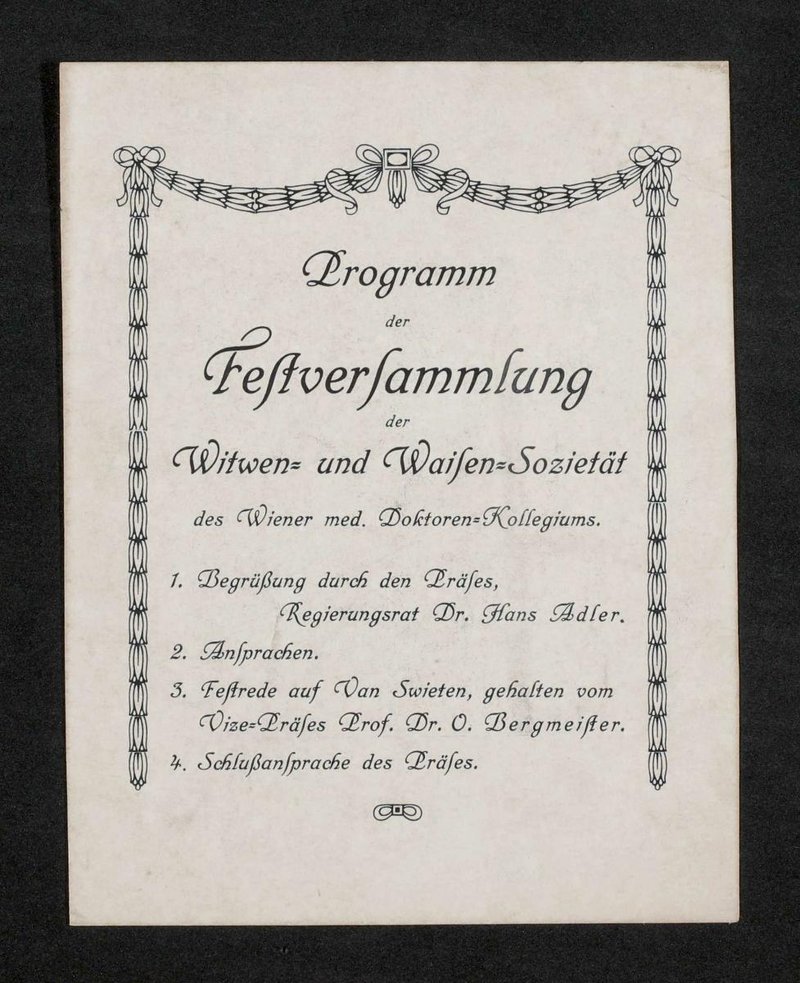 Programm
der
Feſtverſammlung
der
Witwen= und Waiſen=Sozietät
des Wiener med. Doktoren=Kollegiums.
1. Begrüßung durch den Präſes,
Regierungsrat Dr. Hans Adler.
2. Anſprachen.
3. Feſtrede auf Van Swieten, gehalten vom
Vize=Präſes Prof. Dr. O. Bergmeiſter.
4. Schlußanſprache des Präſes.